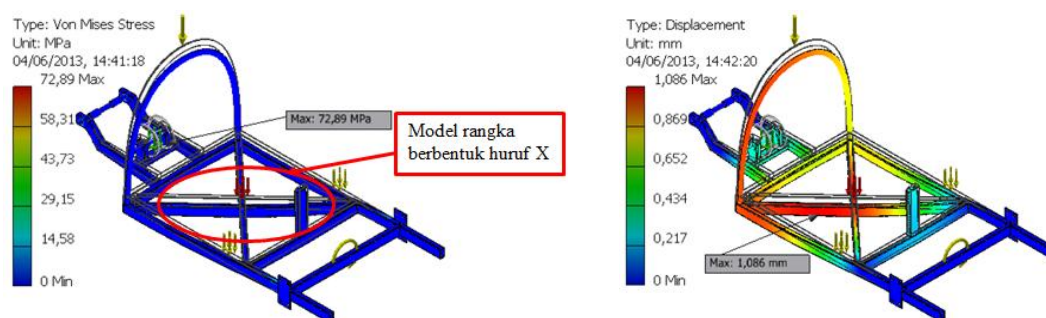 Type: Von Mises Stress
Unit: MPa
04/06/2013, 14:41:18
72,89 Max
58,31
43,73
29,15
14,58
0 Min
Max: 72,89 MPa
Model rangka
berbentuk huruf X
Type: Displacement
Unit: mm
04/06/2013, 14:42:20
1,086 Max
0,869
0,652
0,434
0,217
0 Min
Max: 1,086 mm